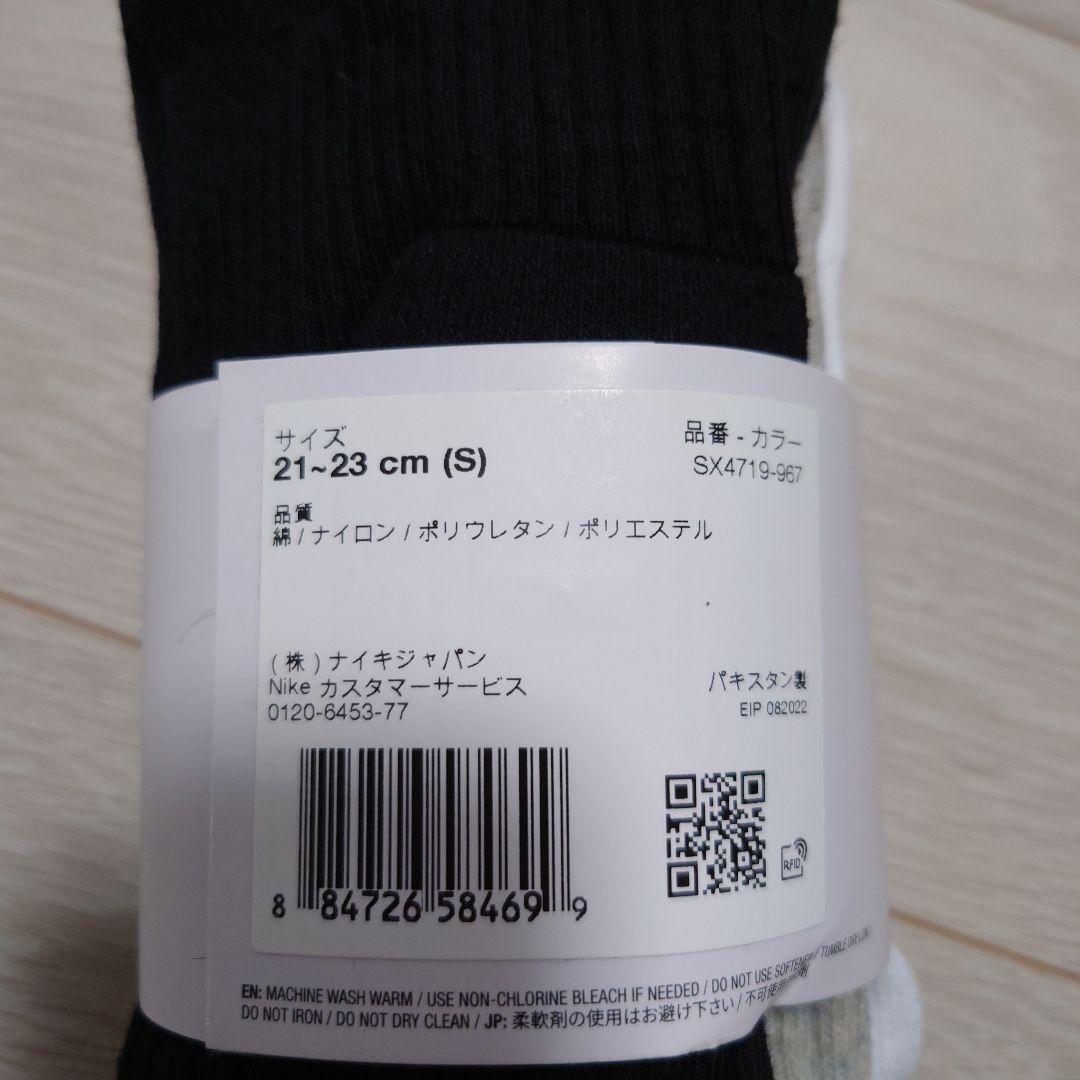 サイズ
21~23 cm (S)
品番 - カラー
SX4719-967
品質
綿 / ナイロン / ポリウレタン / ポリエステル
(株)ナイキジャパン
Nike カスタマーサービス
0120-6453-77
パキスタン製
EIP 082022
RFID
8 84726 58469 9
EN: MACHINE WASH WARM / USE NON-CHLORINE BLEACH IF NEEDED / DO NOT USE SOFTENER / TUMBLE DRY LOW /
DO NOT IRON / DO NOT DRY CLEAN / JP: 柔軟剤の使用はお避け下さい / 不可使用